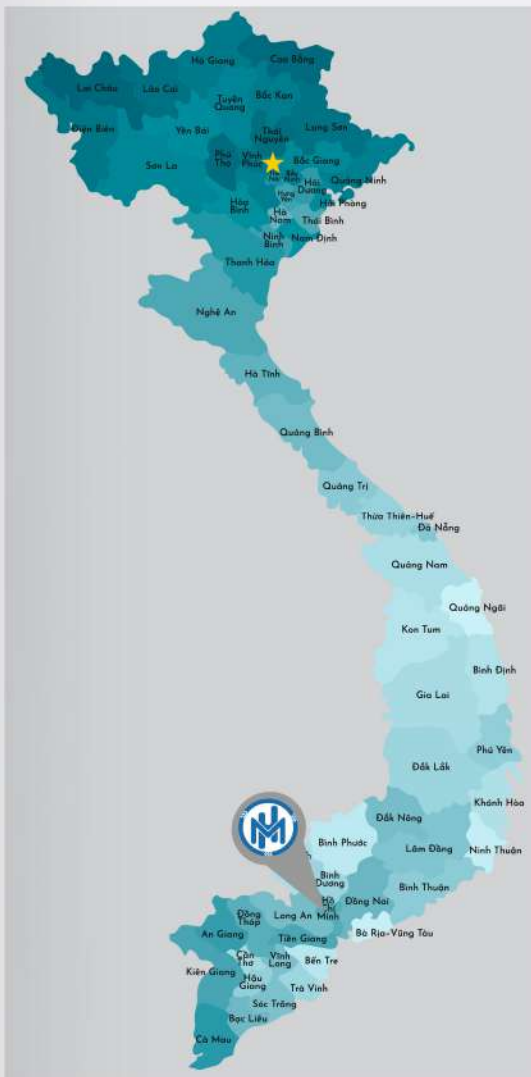 Hà Giang
Cao Bằng
Lai Châu
Lào Cai
Bắc Kạn
Tuyên
Quang
Điện Biên
Yên Bái
Thái
Nguyên
Lạng Sơn
Sơn La
Phú
Thọ
Vĩnh
Phúc
Bắc Giang
Quảng Ninh
Hải
Dương
Hưng
Yên
Hải Phòng
Hòa
Bình
Hà
Nam
Thái Bình
Ninh
Bình
Nam Định
Thanh Hóa
Nghệ An
Hà Tĩnh
Quảng Bình
Quảng Trị
Thừa Thiên-Huế
Đà Nẵng
Quảng Nam
Quảng Ngãi
Kon Tum
Bình Định
Gia Lai
Phú Yên
Đắk Lắk
Khánh Hòa
Đắk Nông
Bình Phước
Lâm Đồng
Ninh Thuận
Bình
Dương
Bình Thuận
Hồ
Chí
Minh
Đồng Nai
Đồng
Tháp
Long An
Bà Rịa-Vũng Tàu
An Giang
Tiền Giang
Cần
Thơ
Vĩnh
Long
Bến Tre
Kiên Giang
Hậu
Giang
Trà Vinh
Sóc Trăng
Bạc Liêu
Cà Mau